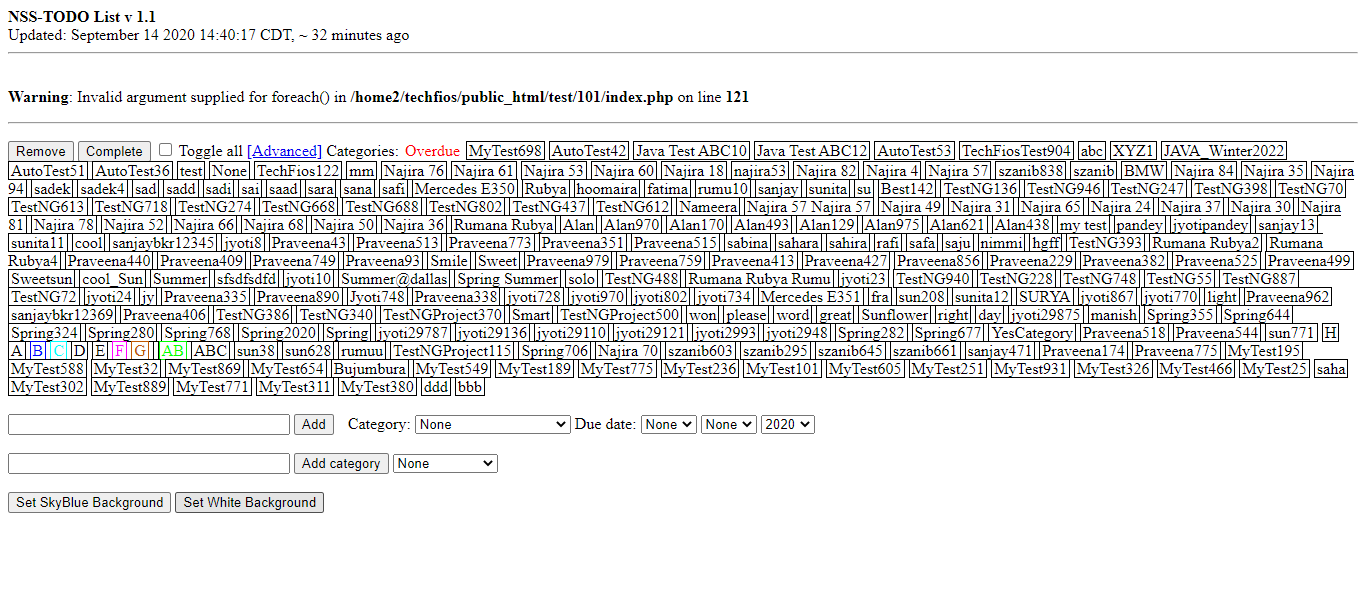 NSS-TODO List v 1.1
Updated: September 14 2020 14:40:17 CDT, ~ 32 minutes ago
Warning: Invalid argument supplied for foreach() in /home2/techfios/public_html/test/101/index.php on line 121
Remove Complete Toggle all [Advanced] Categories: Overdue MyTest698 AutoTest42 Java Test ABC10 Java Test ABC12 AutoTest53 TechFiosTest904 abc XYZ1 JAVA_Winter2022
AutoTest51 AutoTest36 test None TechFios122 mm Najira 76 Najira 61 Najira 53 Najira 60 Najira 18 najira53 Najira 82 Najira 4 Najira 57 szanib838 szanib BMW Najira 84 Najira 35 Najira
94 sadek sadek4 sad sadd sadi sai saad sara sana safi Mercedes E350 Rubya hoomaira fatima rumu10 sanjay sunita su Best142 TestNG136 TestNG946 TestNG247 TestNG398 TestNG70
TestNG613 TestNG718 TestNG274 TestNG668 TestNG688 TestNG802 TestNG437 TestNG612 Nameera Najira 57 Najira 57 Najira 49 Najira 31 Najira 65 Najira 24 Najira 37 Najira 30 Najira
81 Najira 78 Najira 52 Najira 66 Najira 68 Najira 50 Najira 36 Rumana Rubya Alan Alan970 Alan170 Alan493 Alan129 Alan975 Alan621 Alan438 my test pandey jyotipandey sanjay13
sunita11 cool sanjaybkr12345 jyoti8 Praveena43 Praveena513 Praveena773 Praveena351 Praveena515 sabina sahara sahira rafi safa saju nimmi hgff TestNG393 Rumana Rubya2 Rumana
Rubya4 Praveena440 Praveena409 Praveena749 Praveena93 Smile Sweet Praveena979 Praveena759 Praveena413 Praveena427 Praveena856 Praveena229 Praveena382 Praveena525 Praveena499
Sweetsun cool_Sun Summer sfsdfsdfd jyoti10 Summer@dallas Spring Summer solo TestNG488 Rumana Rubya Rumu jyoti23 TestNG940 TestNG228 TestNG748 TestNG55 TestNG887
TestNG72 jyoti24 jy Praveena335 Praveena890 Jyoti748 Praveena338 jyoti728 jyoti970 jyoti802 jyoti734 Mercedes E351 fra sun208 sunita12 SURYA jyoti867 jyoti770 light Praveena962
sanjaybkr12369 Praveena406 TestNG386 TestNG340 TestNGProject370 Smart TestNGProject500 won please word great Sunflower right day jyoti29875 manish Spring355 Spring644
Spring324 Spring280 Spring768 Spring2020 Spring jyoti29787 jyoti29136 jyoti29110 jyoti29121 jyoti2993 jyoti2948 Spring282 Spring677 YesCategory Praveena518 Praveena544 sun771 H
A B C D E F G AB ABC sun38 sun628 rumuu TestNGProject115 Spring706 Najira 70 szanib603 szanib295 szanib645 szanib661 sanjay471 Praveena174 Praveena775 MyTest195
MyTest588 MyTest32 MyTest869 MyTest654 Bujumbura MyTest549 MyTest189 MyTest775 MyTest236 MyTest101 MyTest605 MyTest251 MyTest931 MyTest326 MyTest466 MyTest25 saha
MyTest302 MyTest889 MyTest771 MyTest311 MyTest380 ddd bbb
Add Category: None Due date: None None 2020
Add category None
Set SkyBlue Background Set White Background